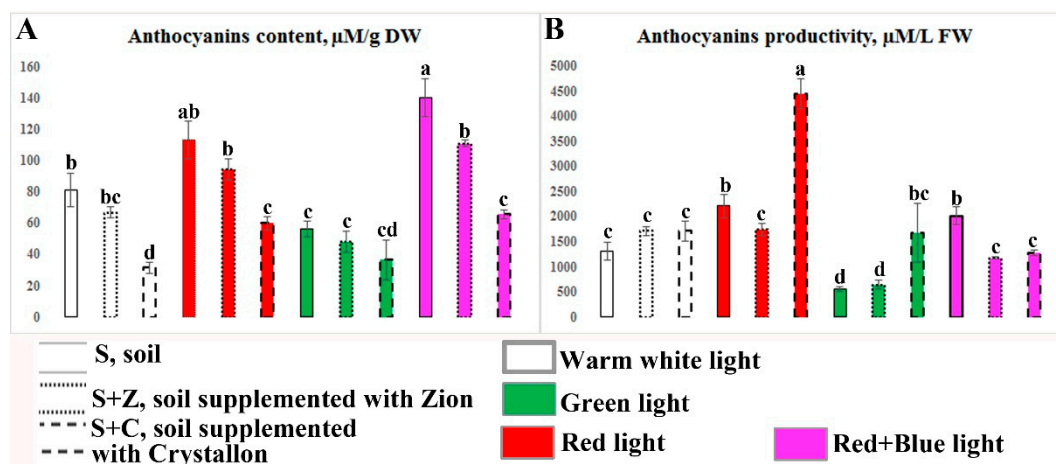 A
Anthocyanins content, µM/g DW
160
140
120
100
80
60
40
20
0
b
bc
d
ab
b
c
c
c
cd
a
b
c
B
Anthocyanins productivity, µM/L FW
5000
4500
4000
3500
3000
2500
2000
1500
1000
500
0
c
c
c
b
c
a
d
d
bc
b
c
c
S, soil
S+Z, soil supplemented with Zion
S+C, soil supplemented
with Crystallon
Warm white light
Green light
Red light
Red+Blue light